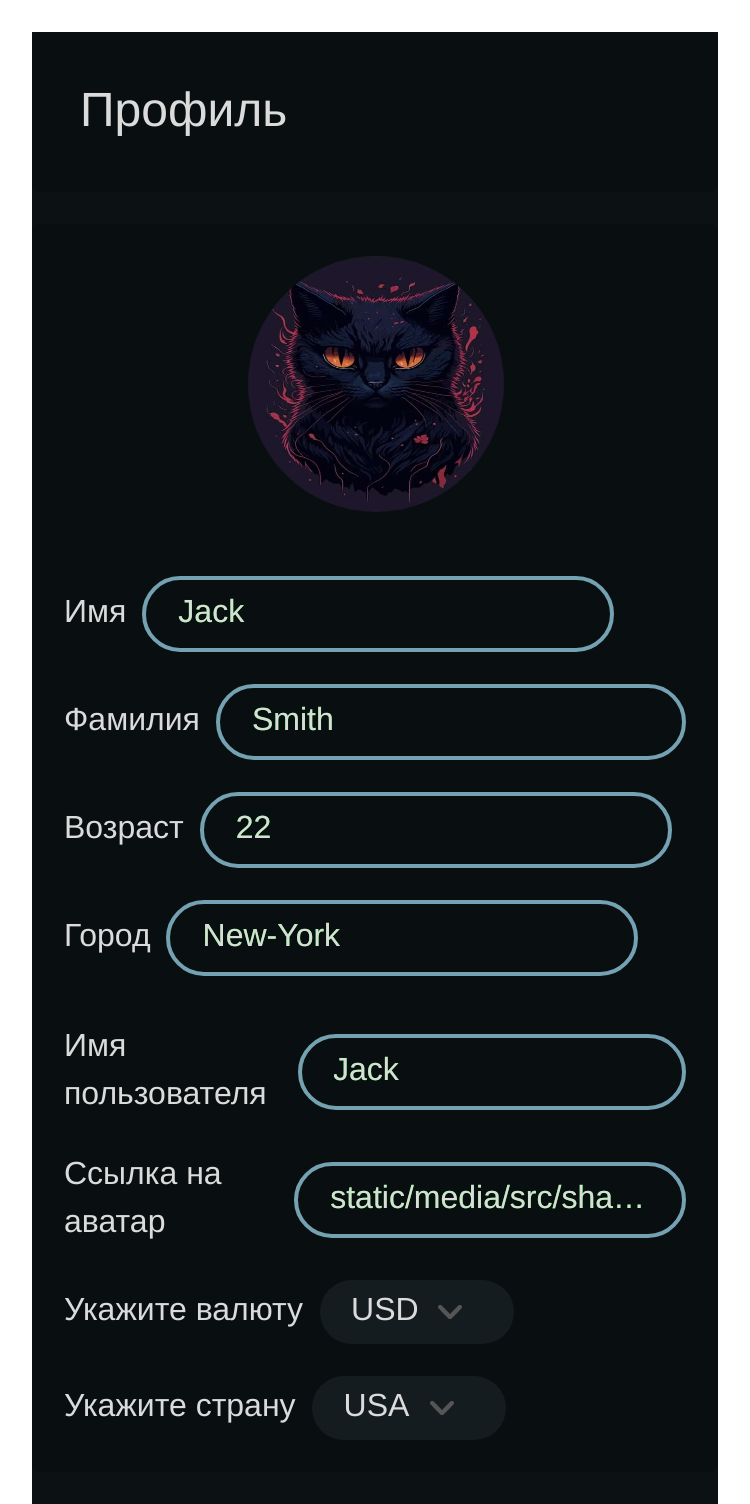 Профиль
Имя Jack
Фамилия Smith
Возраст 22
Город New-York
Имя
пользователя
Jack
Ссылка на
аватар
static/media/src/sha…
Укажите валюту USD
Укажите страну USA